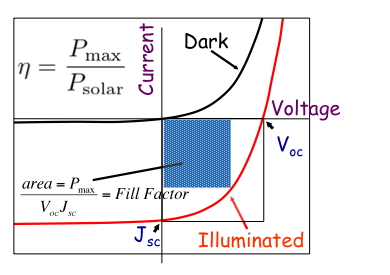 Current
Dark
η = P_max / P_solar
Voltage
V_oc
area = P_max / V_oc J_sc = Fill Factor
J_sc
Illuminated